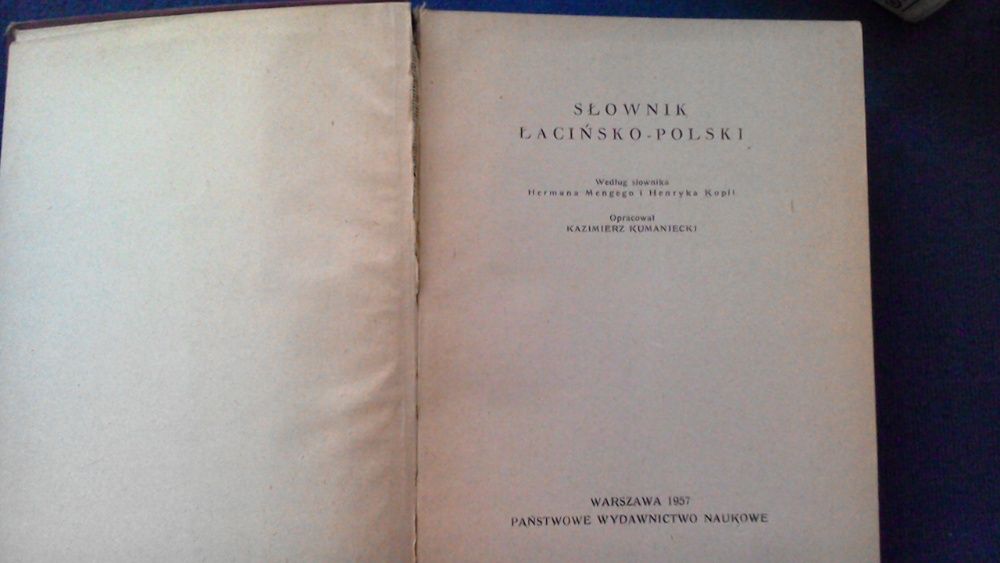 SŁOWNIK
ŁACIŃSKO-POLSKI
Według słownika
Hermana Mengego i Henryka Kopii
Opracował
KAZIMIERZ KUMANIECKI
WARSZAWA 1957
PAŃSTWOWE WYDAWNICTWO NAUKOWE